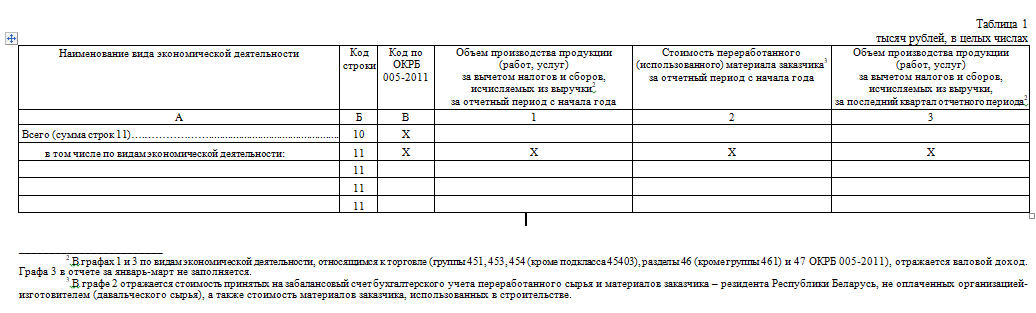 Таблица 1
тысяч рублей, в целых числах
Наименование вида экономической деятельности
Код строки
Код по ОКРБ 005-2011
Объем производства продукции (работ, услуг) за вычетом налогов и сборов, исчисляемых из выручки2, за отчетный период с начала года
Стоимость переработанного (использованного) материала заказчика3 за отчетный период с начала года
Объем производства продукции (работ, услуг) за вычетом налогов и сборов, исчисляемых из выручки, за последний квартал отчетного периода2
А Б В 1 2 3
Всего (сумма строк 11)…………………............................................ 10 Х
в том числе по видам экономической деятельности: 11 Х Х Х Х
11
11
11
2 В графах 1 и 3 по видам экономической деятельности, относящимся к торговле (группы 451, 453, 454 (кроме подкласса 45403), разделы 46 (кроме группы 461) и 47 ОКРБ 005-2011), отражается валовой доход.
Графа 3 в отчете за январь-март не заполняется.
3 В графе 2 отражается стоимость принятых на забалансовый счет бухгалтерского учета переработанного сырья и материалов заказчика – резидента Республики Беларусь, не оплаченных организацией-
изготовителем (давальческого сырья), а также стоимость материалов заказчика, использованных в строительстве.